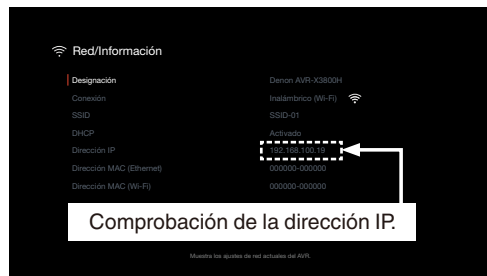 Red/Información
Designación Denon AVR-X3800H
Conexión Inalámbrico (Wi-Fi)
SSID SSID-01
DHCP Activado
Dirección IP 192.168.100.19
Dirección MAC (Ethernet) 000000-000000
Dirección MAC (Wi-Fi) 000000-000000
Comprobación de la dirección IP.
Muestra los ajustes de red actuales del AVR.